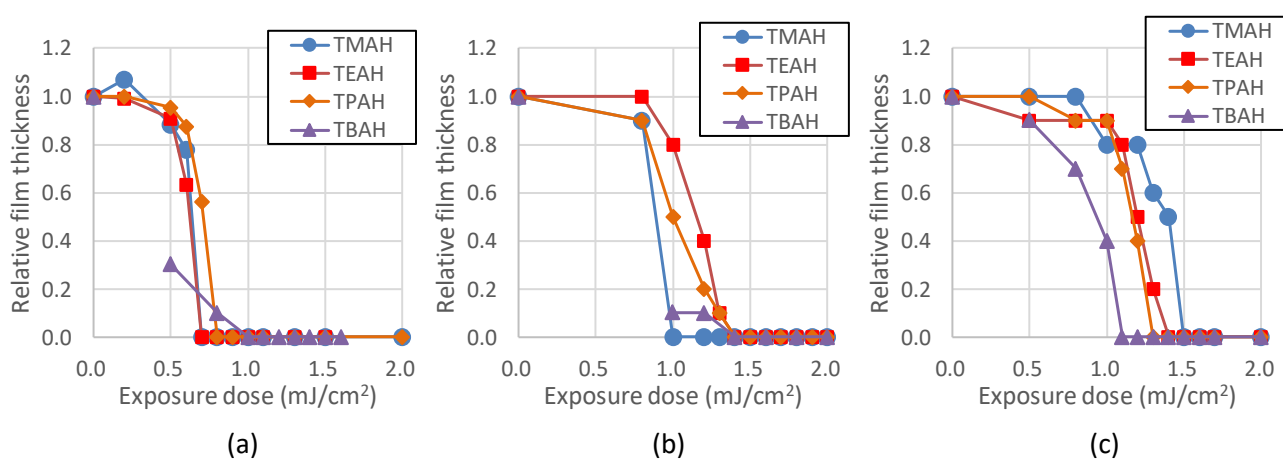 1.2
1.0
0.8
0.6
0.4
0.2
0.0
Relative film thickness
0.0 0.5 1.0 1.5 2.0
Exposure dose (mJ/cm²)
TMAH
TEAH
TPAH
TBAH
(a)
1.2
1.0
0.8
0.6
0.4
0.2
0.0
Relative film thickness
0.0 0.5 1.0 1.5 2.0
Exposure dose (mJ/cm²)
TMAH
TEAH
TPAH
TBAH
(b)
1.2
1.0
0.8
0.6
0.4
0.2
0.0
Relative film thickness
0.0 0.5 1.0 1.5 2.0
Exposure dose (mJ/cm²)
TMAH
TEAH
TPAH
TBAH
(c)